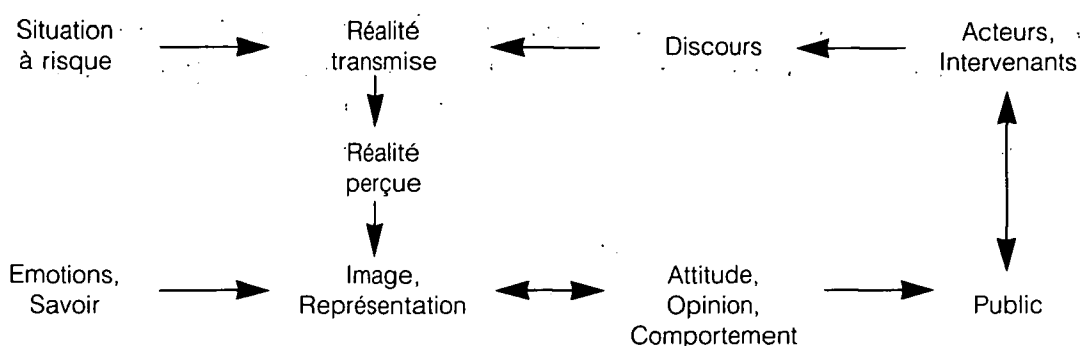 Situation
à risque
Réalité
transmise
Discours
Acteurs,
Intervenants
Réalité
perçue
Emotions,
Savoir
Image,
Représentation
Attitude,
Opinion,
Comportement
Public